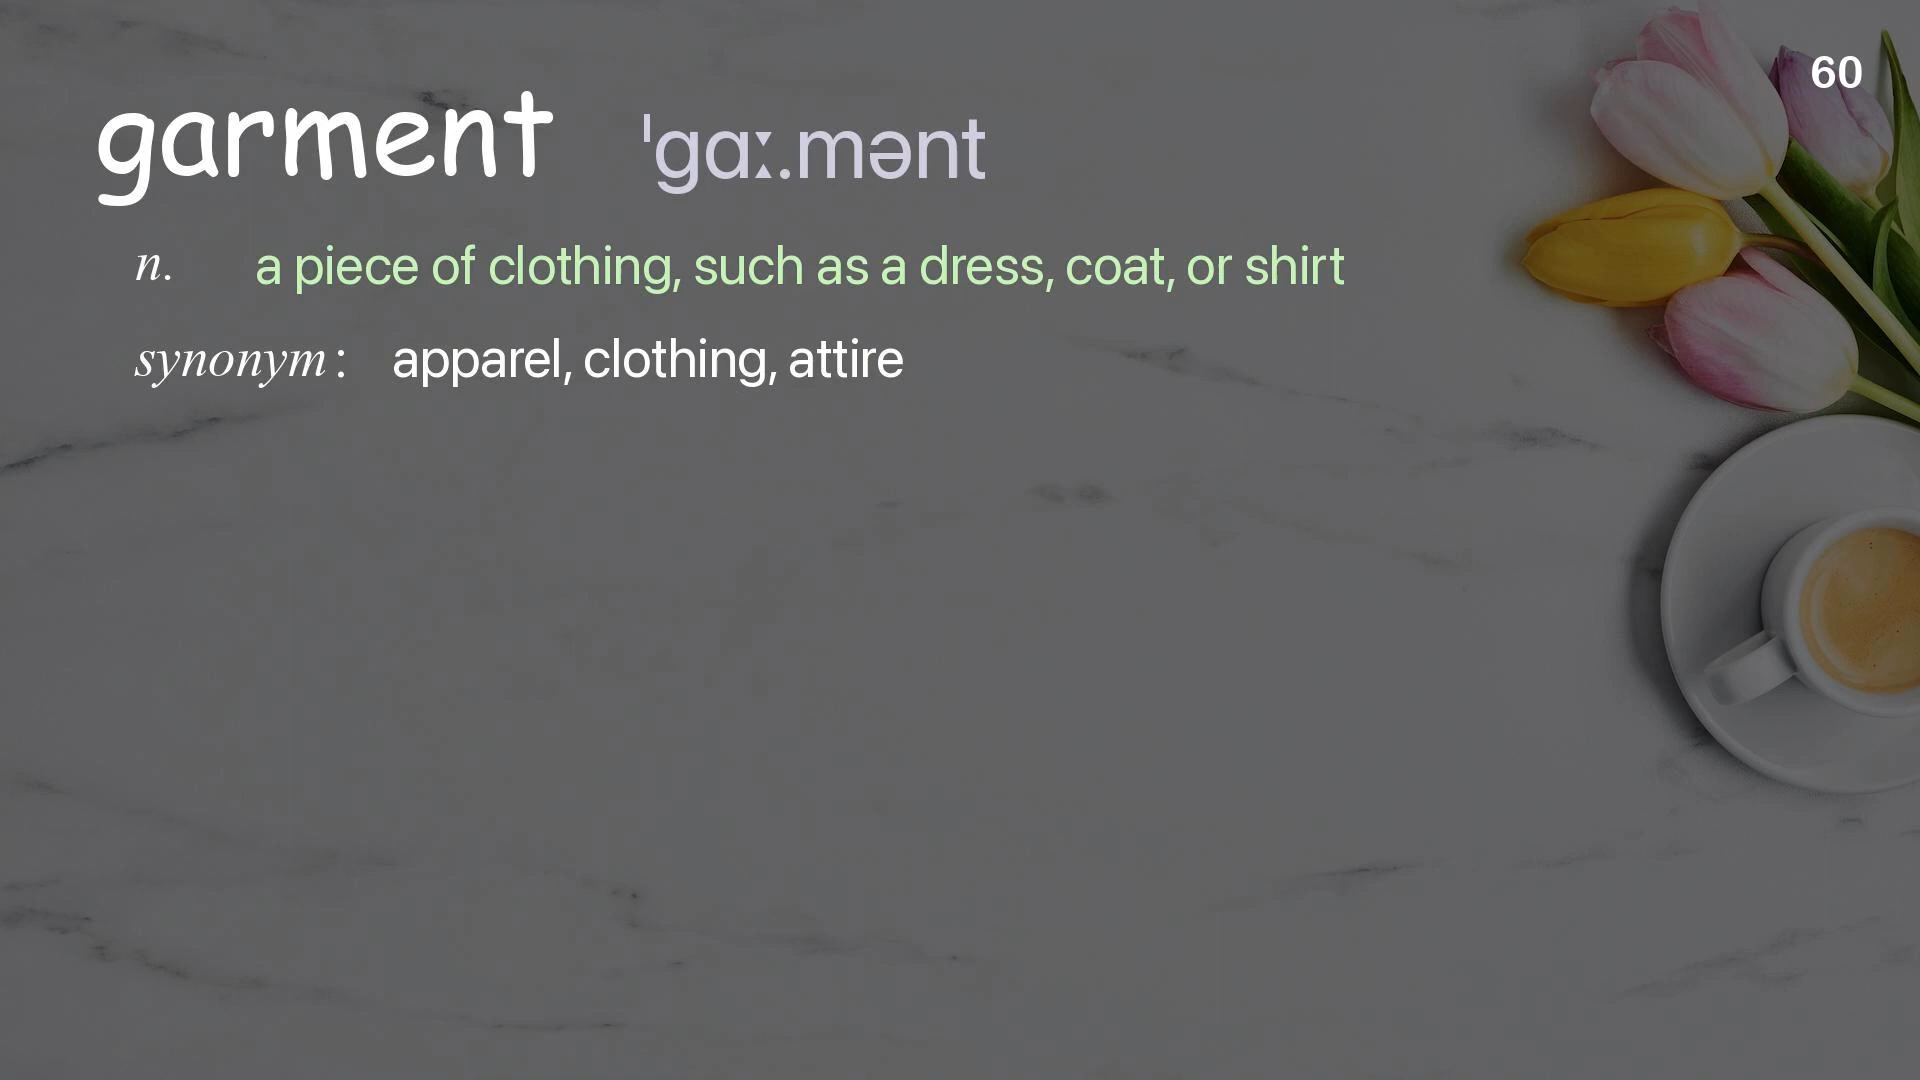 60
garment ˈɡɑː.mənt
n. a piece of clothing, such as a dress, coat, or shirt
synonym: apparel, clothing, attire